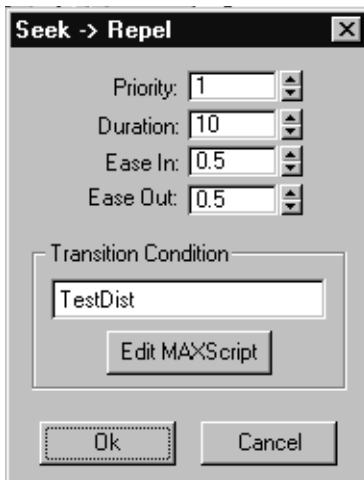 Seek -> Repel
Priority: 1
Duration: 10
Ease In: 0.5
Ease Out: 0.5
Transition Condition
TestDist
Edit MAXScript
Ok Cancel